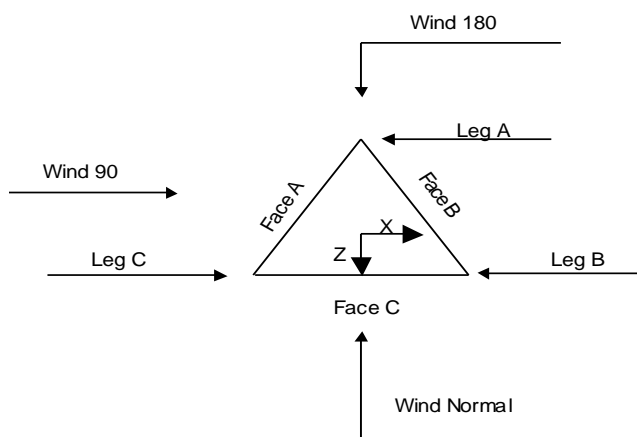 Wind 180
Leg A
Wind 90
Face A
Face B
X
Z
Leg C
Leg B
Face C
Wind Normal